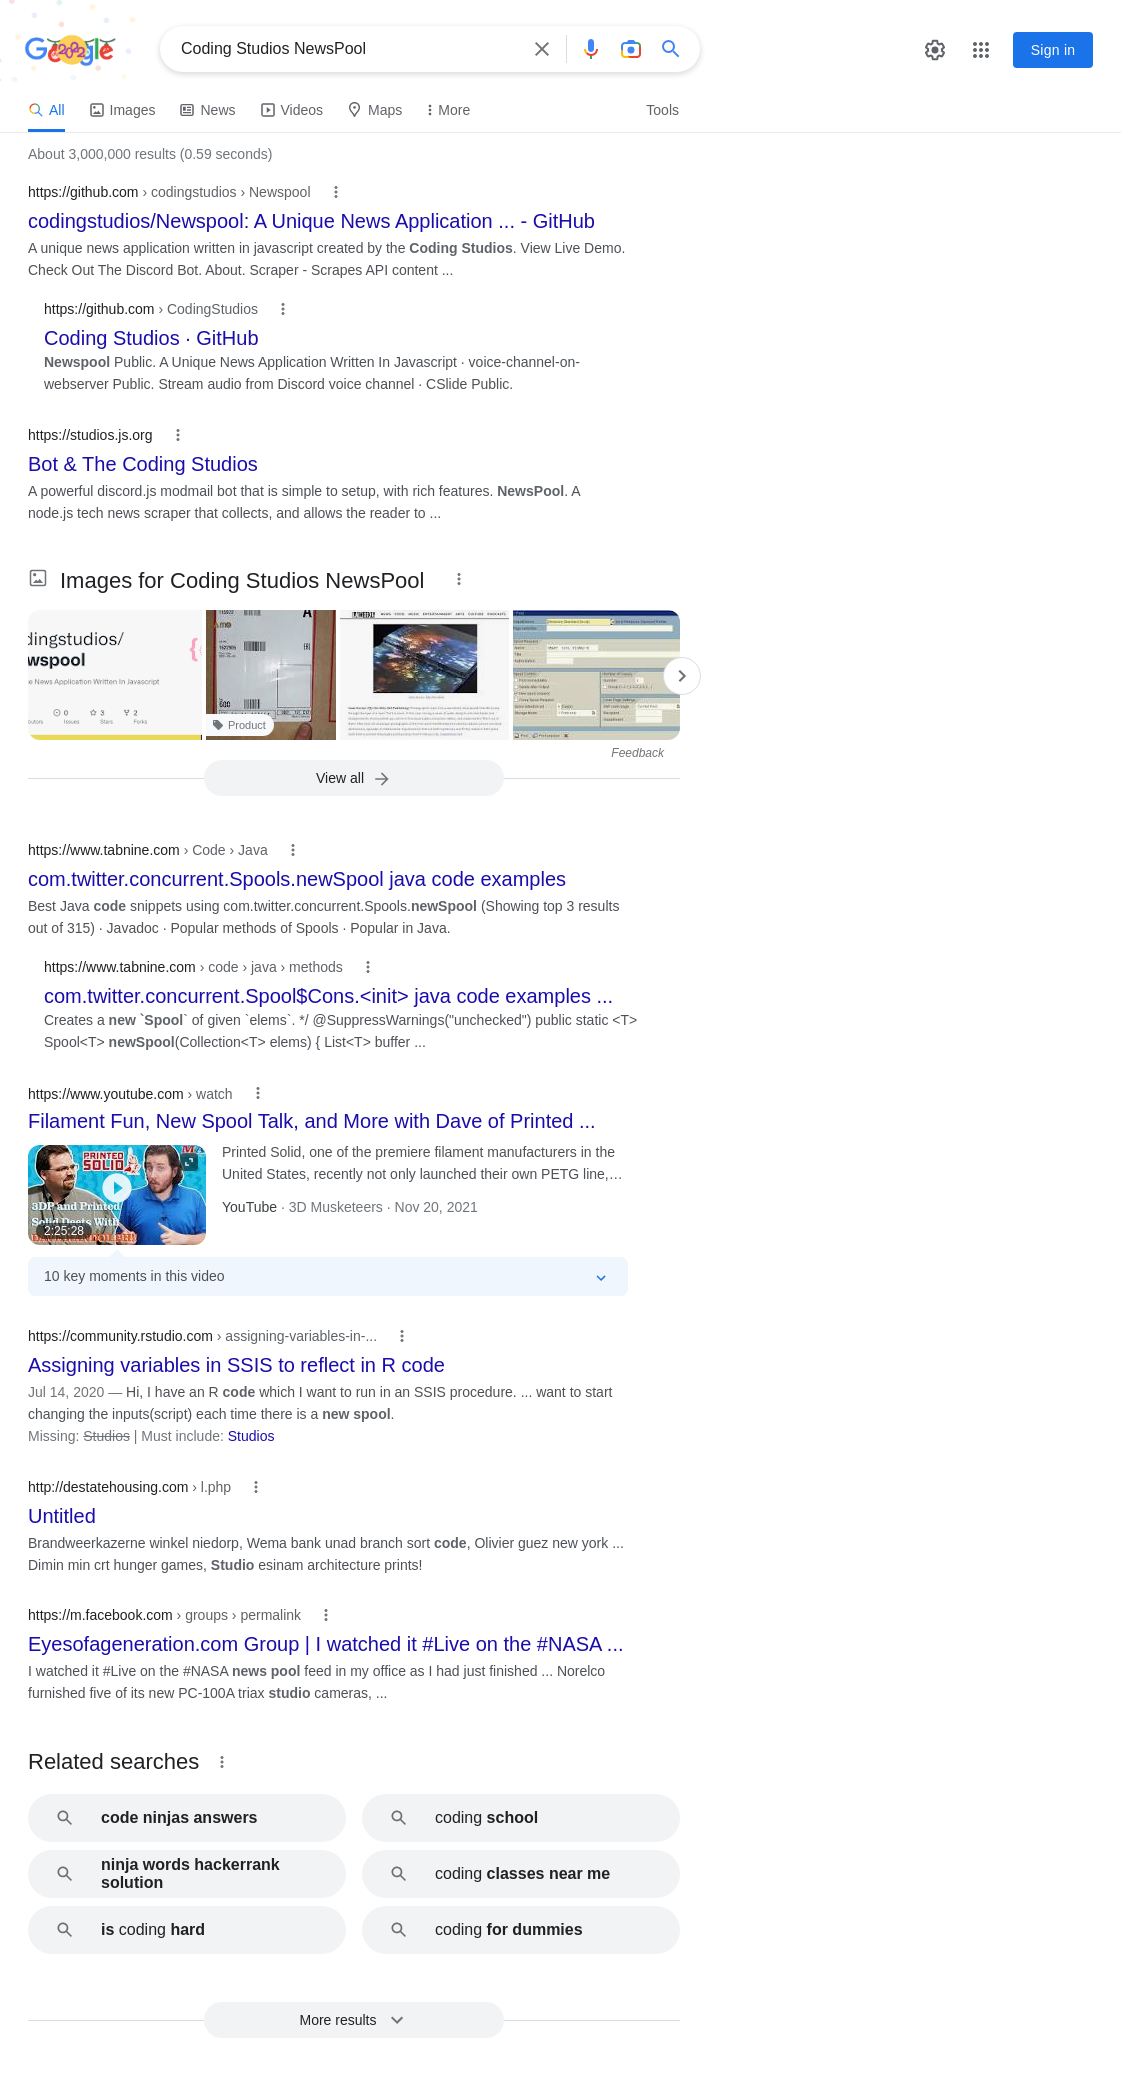 Google
Coding Studios NewsPool
Sign in
All
Images
News
Videos
Maps
More
Tools
About 3,000,000 results (0.59 seconds)
https://github.com › codingstudios › Newspool
codingstudios/Newspool: A Unique News Application ... - GitHub
A unique news application written in javascript created by the Coding Studios. View Live Demo.
Check Out The Discord Bot. About. Scraper - Scrapes API content ...
https://github.com › CodingStudios
Coding Studios · GitHub
Newspool Public. A Unique News Application Written In Javascript · voice-channel-on-
webserver Public. Stream audio from Discord voice channel · CSlide Public.
https://studios.js.org
Bot & The Coding Studios
A powerful discord.js modmail bot that is simple to setup, with rich features. NewsPool. A
node.js tech news scraper that collects, and allows the reader to ...
Images for Coding Studios NewsPool
dingstudios/
wspool
e News Application Written In Javascript
Product
Feedback
View all
https://www.tabnine.com › Code › Java
com.twitter.concurrent.Spools.newSpool java code examples
Best Java code snippets using com.twitter.concurrent.Spools.newSpool (Showing top 3 results
out of 315) · Javadoc · Popular methods of Spools · Popular in Java.
https://www.tabnine.com › code › java › methods
com.twitter.concurrent.Spool$Cons.<init> java code examples ...
Creates a new `Spool` of given `elems`. */ @SuppressWarnings("unchecked") public static <T>
Spool<T> newSpool(Collection<T> elems) { List<T> buffer ...
https://www.youtube.com › watch
Filament Fun, New Spool Talk, and More with Dave of Printed ...
PRINTED
SOLID
3DP and Printed
Solid Deets With
2:25:28
Printed Solid, one of the premiere filament manufacturers in the
United States, recently not only launched their own PETG line,…
YouTube · 3D Musketeers · Nov 20, 2021
10 key moments in this video
https://community.rstudio.com › assigning-variables-in-...
Assigning variables in SSIS to reflect in R code
Jul 14, 2020 — Hi, I have an R code which I want to run in an SSIS procedure. ... want to start
changing the inputs(script) each time there is a new spool.
Missing: Studios | Must include: Studios
http://destatehousing.com › l.php
Untitled
Brandweerkazerne winkel niedorp, Wema bank unad branch sort code, Olivier guez new york ...
Dimin min crt hunger games, Studio esinam architecture prints!
https://m.facebook.com › groups › permalink
Eyesofageneration.com Group | I watched it #Live on the #NASA ...
I watched it #Live on the #NASA news pool feed in my office as I had just finished ... Norelco
furnished five of its new PC-100A triax studio cameras, ...
Related searches
code ninjas answers
coding school
ninja words hackerrank
solution
coding classes near me
is coding hard
coding for dummies
More results